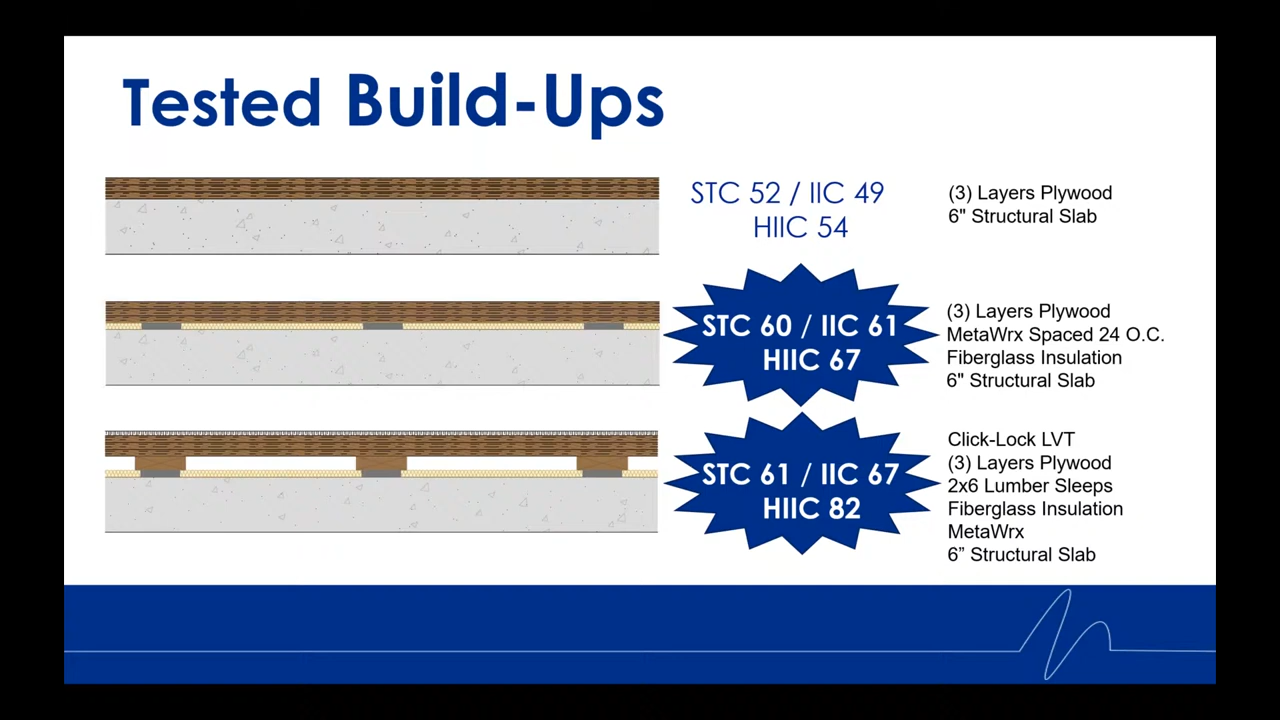 Tested Build-Ups
STC 52 / IIC 49
HIIC 54
(3) Layers Plywood
6" Structural Slab
STC 60 / IIC 61
HIIC 67
(3) Layers Plywood
MetaWrx Spaced 24 O.C.
Fiberglass Insulation
6" Structural Slab
STC 61 / IIC 67
HIIC 82
Click-Lock LVT
(3) Layers Plywood
2x6 Lumber Sleeps
Fiberglass Insulation
MetaWrx
6” Structural Slab